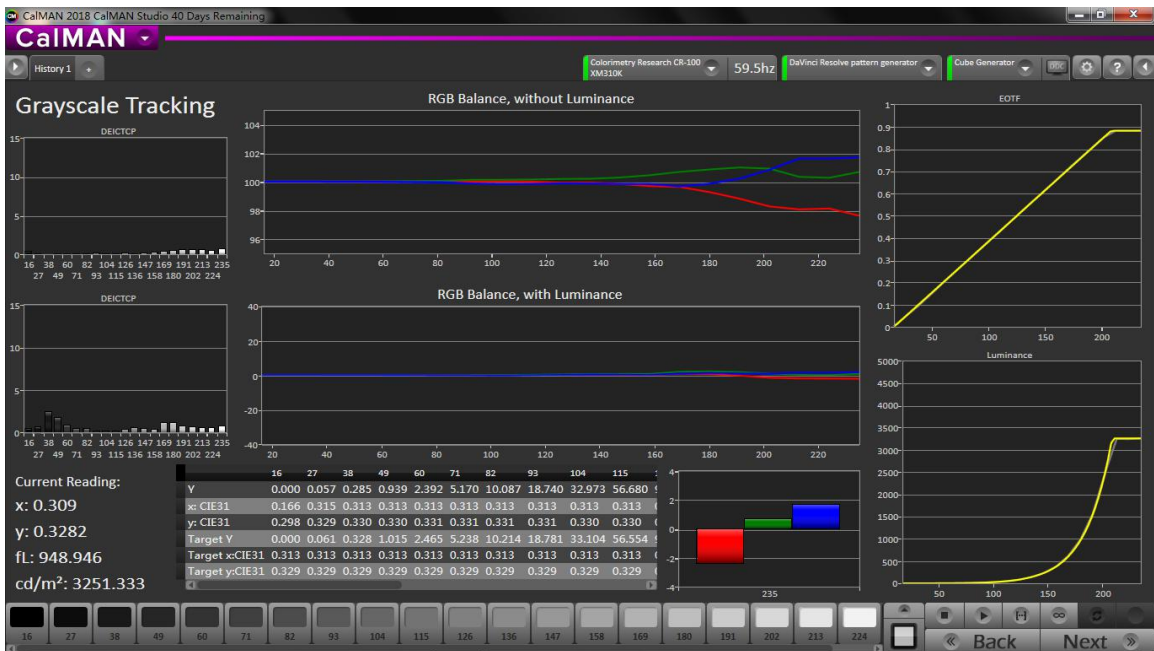 CalMAN 2018 CalMAN Studio 40 Days Remaining
CalMAN
History 1
Colorimetry Research CR-100
XM310K
59.5hz
DaVinci Resolve pattern generator
Cube Generator
DDC
?
Grayscale Tracking
DEICTCP
15
10
5
0
16 38 60 82 104 126 147 169 191 213 235
27 49 71 93 115 136 158 180 202 224
RGB Balance, without Luminance
104
102
100
98
96
20 40 60 80 100 120 140 160 180 200 220
EOTF
1
0.9
0.8
0.7
0.6
0.5
0.4
0.3
0.2
0.1
0
50 100 150 200
DEICTCP
15
10
5
0
16 38 60 82 104 126 147 169 191 213 235
27 49 71 93 115 136 158 180 202 224
RGB Balance, with Luminance
40
20
0
-20
-40
20 40 60 80 100 120 140 160 180 200 220
Luminance
5000
4500
4000
3500
3000
2500
2000
1500
1000
500
0
50 100 150 200
Current Reading:
x: 0.309
y: 0.3282
fL: 948.946
cd/m²: 3251.333
16 27 38 49 60 71 82 93 104 115
Y 0.000 0.057 0.285 0.939 2.392 5.170 10.087 18.740 32.973 56.680
x: CIE31 0.166 0.315 0.313 0.313 0.313 0.313 0.313 0.313 0.313 0.313
y: CIE31 0.298 0.329 0.330 0.330 0.331 0.331 0.331 0.331 0.330 0.330
Target Y 0.000 0.061 0.328 1.015 2.465 5.238 10.214 18.781 33.104 56.554
Target x:CIE31 0.313 0.313 0.313 0.313 0.313 0.313 0.313 0.313 0.313 0.313
Target y:CIE31 0.329 0.329 0.329 0.329 0.329 0.329 0.329 0.329 0.329 0.329
4
2
0
-2
-4
235
16 27 38 49 60 71 82 93 104 115 126 136 147 158 169 180 191 202 213 224
Back
Next